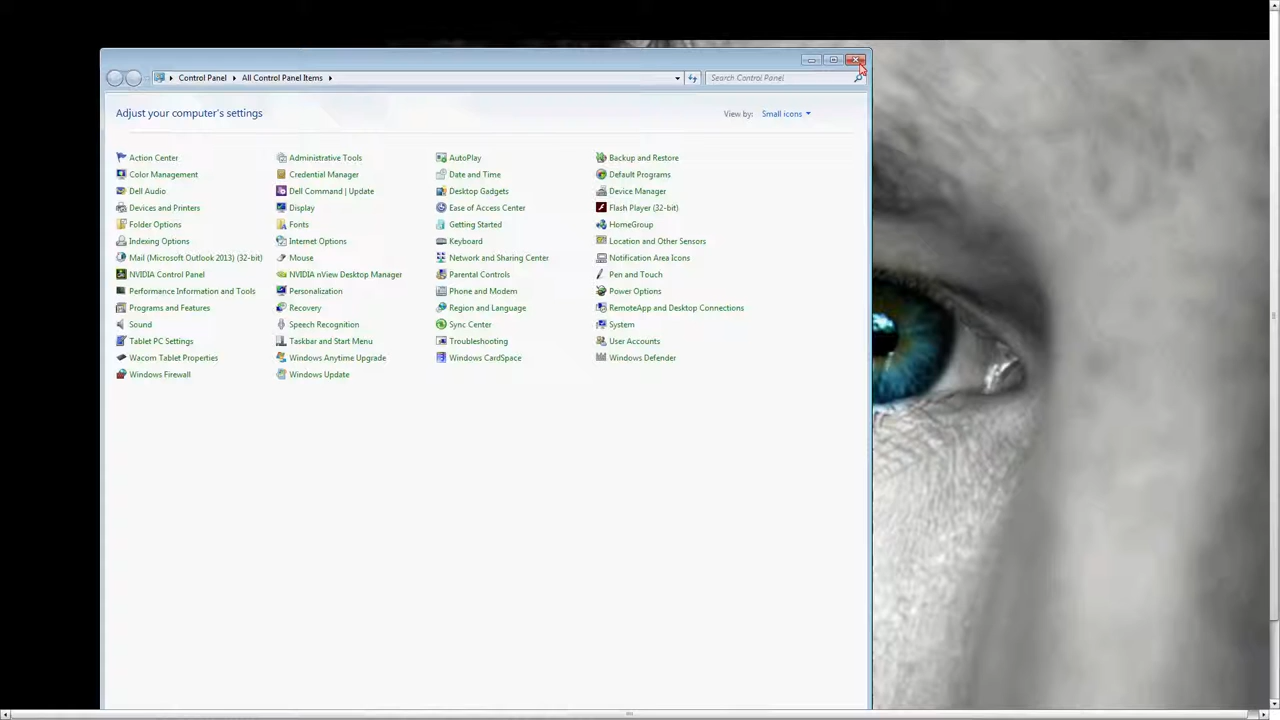 Control Panel All Control Panel Items Search Control Panel
Adjust your computer's settings View by: Small icons
Action Center Administrative Tools AutoPlay Backup and Restore
Color Management Credential Manager Date and Time Default Programs
Dell Audio Dell Command | Update Desktop Gadgets Device Manager
Devices and Printers Display Ease of Access Center Flash Player (32-bit)
Folder Options Fonts Getting Started HomeGroup
Indexing Options Internet Options Keyboard Location and Other Sensors
Mail (Microsoft Outlook 2013) (32-bit) Mouse Network and Sharing Center Notification Area Icons
NVIDIA Control Panel NVIDIA nView Desktop Manager Parental Controls Pen and Touch
Performance Information and Tools Personalization Phone and Modem Power Options
Programs and Features Recovery Region and Language RemoteApp and Desktop Connections
Sound Speech Recognition Sync Center System
Tablet PC Settings Taskbar and Start Menu Troubleshooting User Accounts
Wacom Tablet Properties Windows Anytime Upgrade Windows CardSpace Windows Defender
Windows Firewall Windows Update